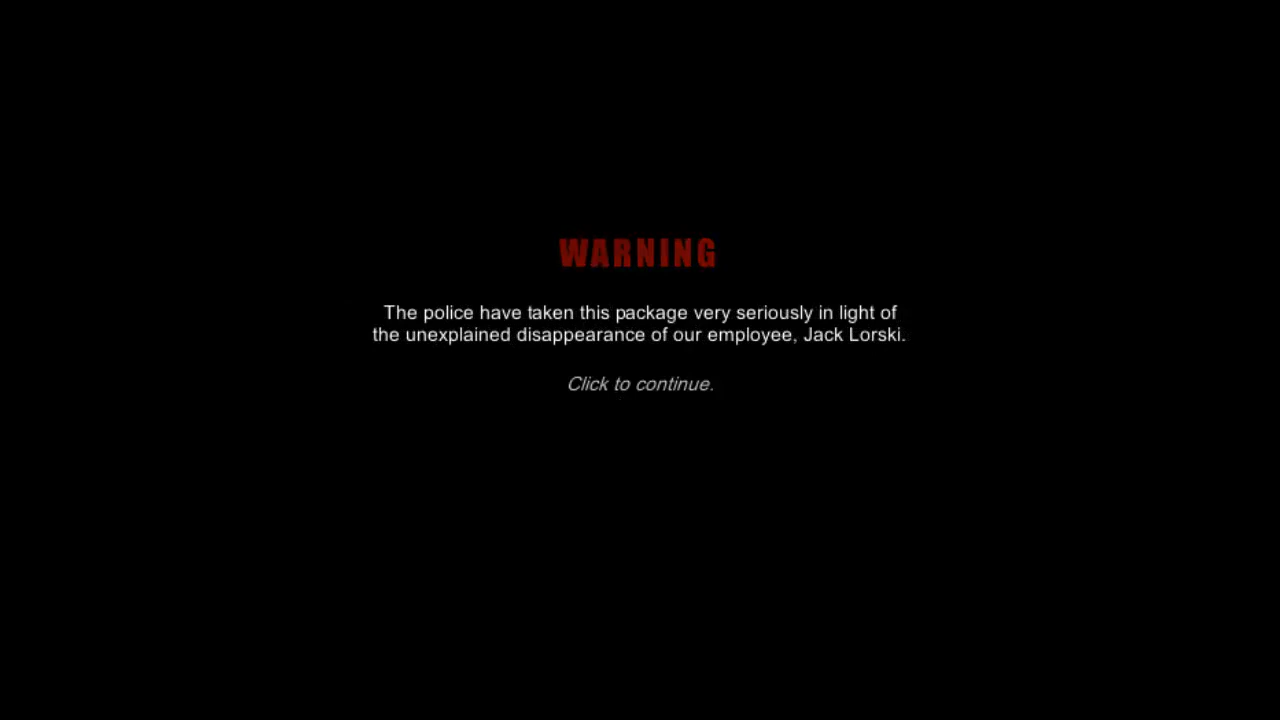 WARNING
The police have taken this package very seriously in light of
the unexplained disappearance of our employee, Jack Lorski.
Click to continue.